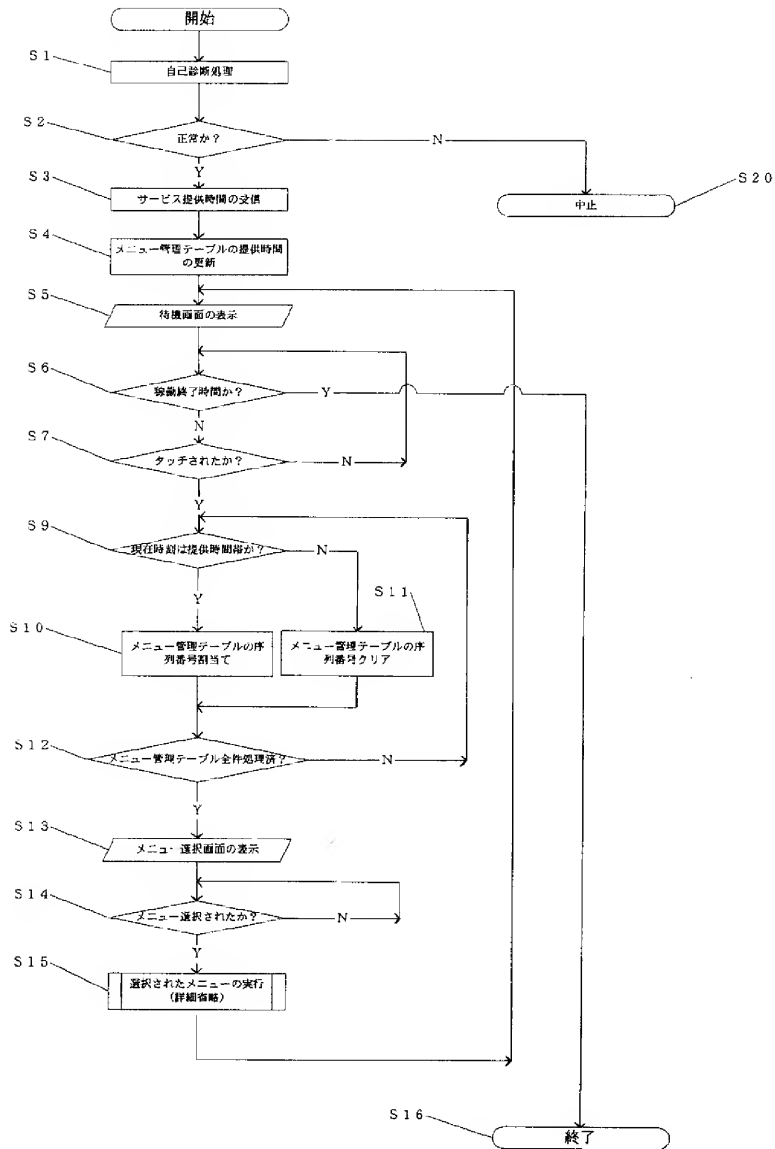 開始
S1
自己診断処理
S2
正常か?
N
Y
S3
サービス提供時間の受信
S20
中止
S4
メニュー管理テーブルの提供時間
の更新
S5
待機画面の表示
S6
稼働終了時間か?
Y
N
S7
タッチされたか?
N
Y
S9
現在時刻は提供時間帯か?
N
Y
S10
メニュー管理テーブルの序
列番号割当て
S11
メニュー管理テーブルの序
列番号クリア
S12
メニュー管理テーブル全件処理済?
N
Y
S13
メニュー選択画面の表示
S14
メニュー選択されたか?
N
Y
S15
選択されたメニューの実行
(詳細省略)
S16
終了